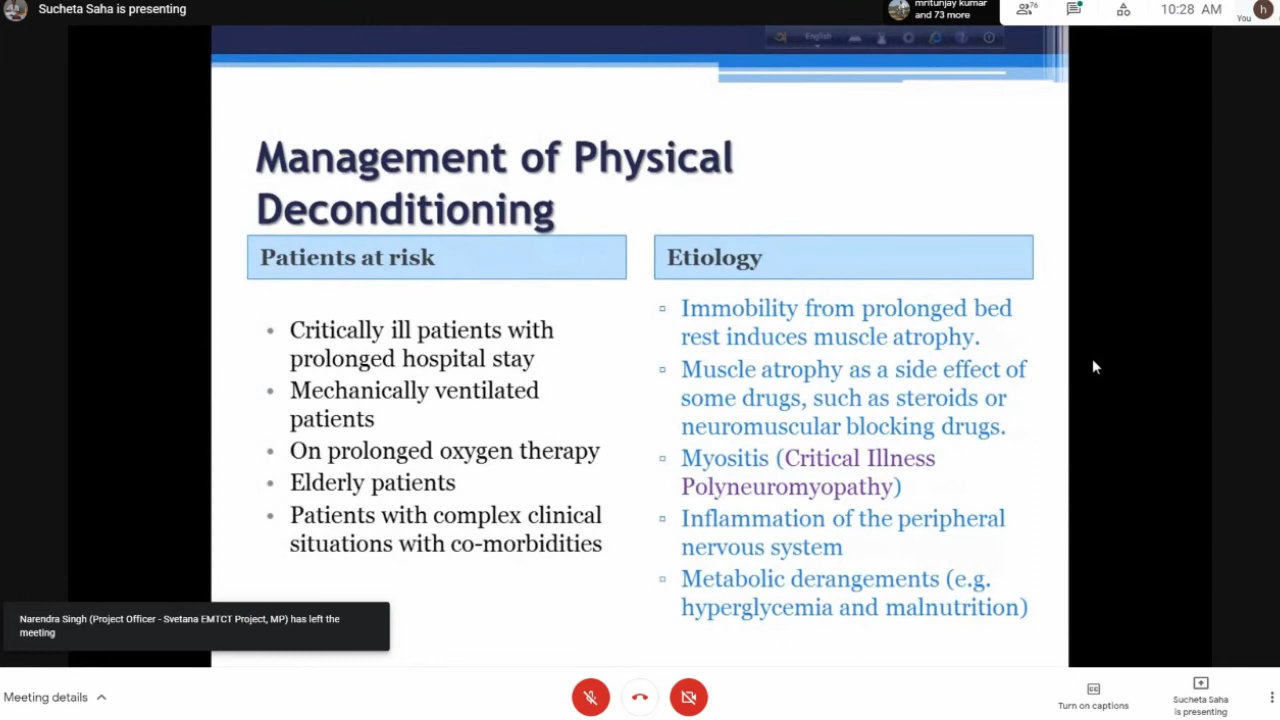 Sucheta Saha is presenting
mritunjay kumar
and 73 more
76
10:28 AM
You
h
English
Management of Physical
Deconditioning
Patients at risk
• Critically ill patients with
prolonged hospital stay
• Mechanically ventilated
patients
• On prolonged oxygen therapy
• Elderly patients
• Patients with complex clinical
situations with co-morbidities
Etiology
▫ Immobility from prolonged bed
rest induces muscle atrophy.
▫ Muscle atrophy as a side effect of
some drugs, such as steroids or
neuromuscular blocking drugs.
▫ Myositis (Critical Illness
Polyneuromyopathy)
▫ Inflammation of the peripheral
nervous system
▫ Metabolic derangements (e.g.
hyperglycemia and malnutrition)
Narendra Singh (Project Officer - Svetana EMTCT Project, MP) has left the
meeting
Meeting details
Turn on captions
Sucheta Saha
is presenting